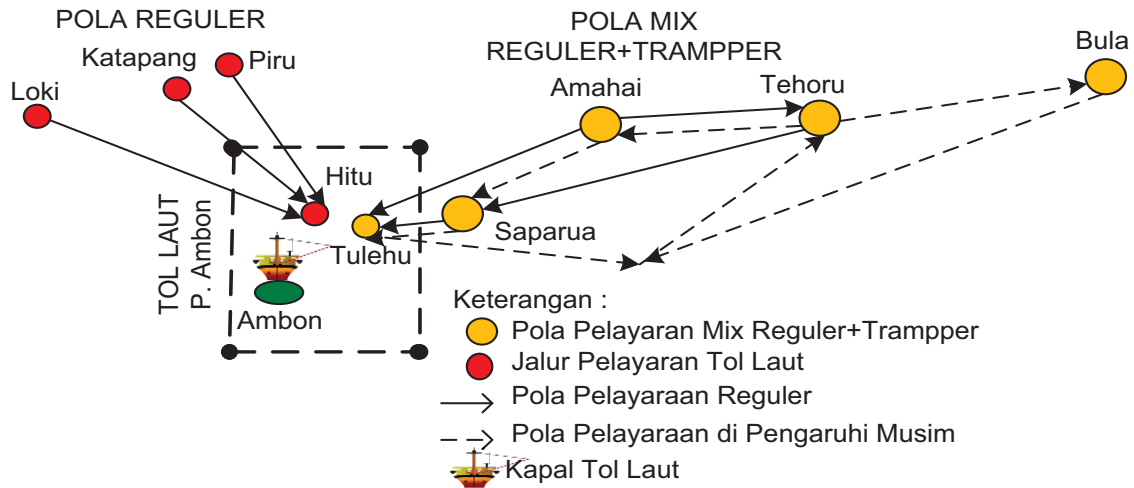 POLA REGULER
POLA MIX
REGULER+TRAMPPER
Bula
Katapang
Piru
Amahai
Tehoru
Loki
Hitu
Saparua
Tulehu
TOL LAUT
P. Ambon
Ambon
Keterangan :
Pola Pelayaran Mix Reguler+Trampper
Jalur Pelayaran Tol Laut
Pola Pelayaraan Reguler
Pola Pelayaraan di Pengaruhi Musim
Kapal Tol Laut